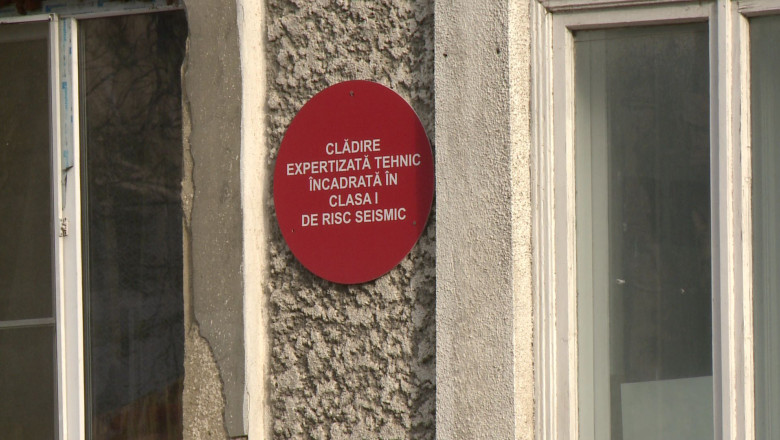 CLĂDIRE
EXPERTIZATĂ TEHNIC
ÎNCADRATĂ ÎN
CLASA I
DE RISC SEISMIC